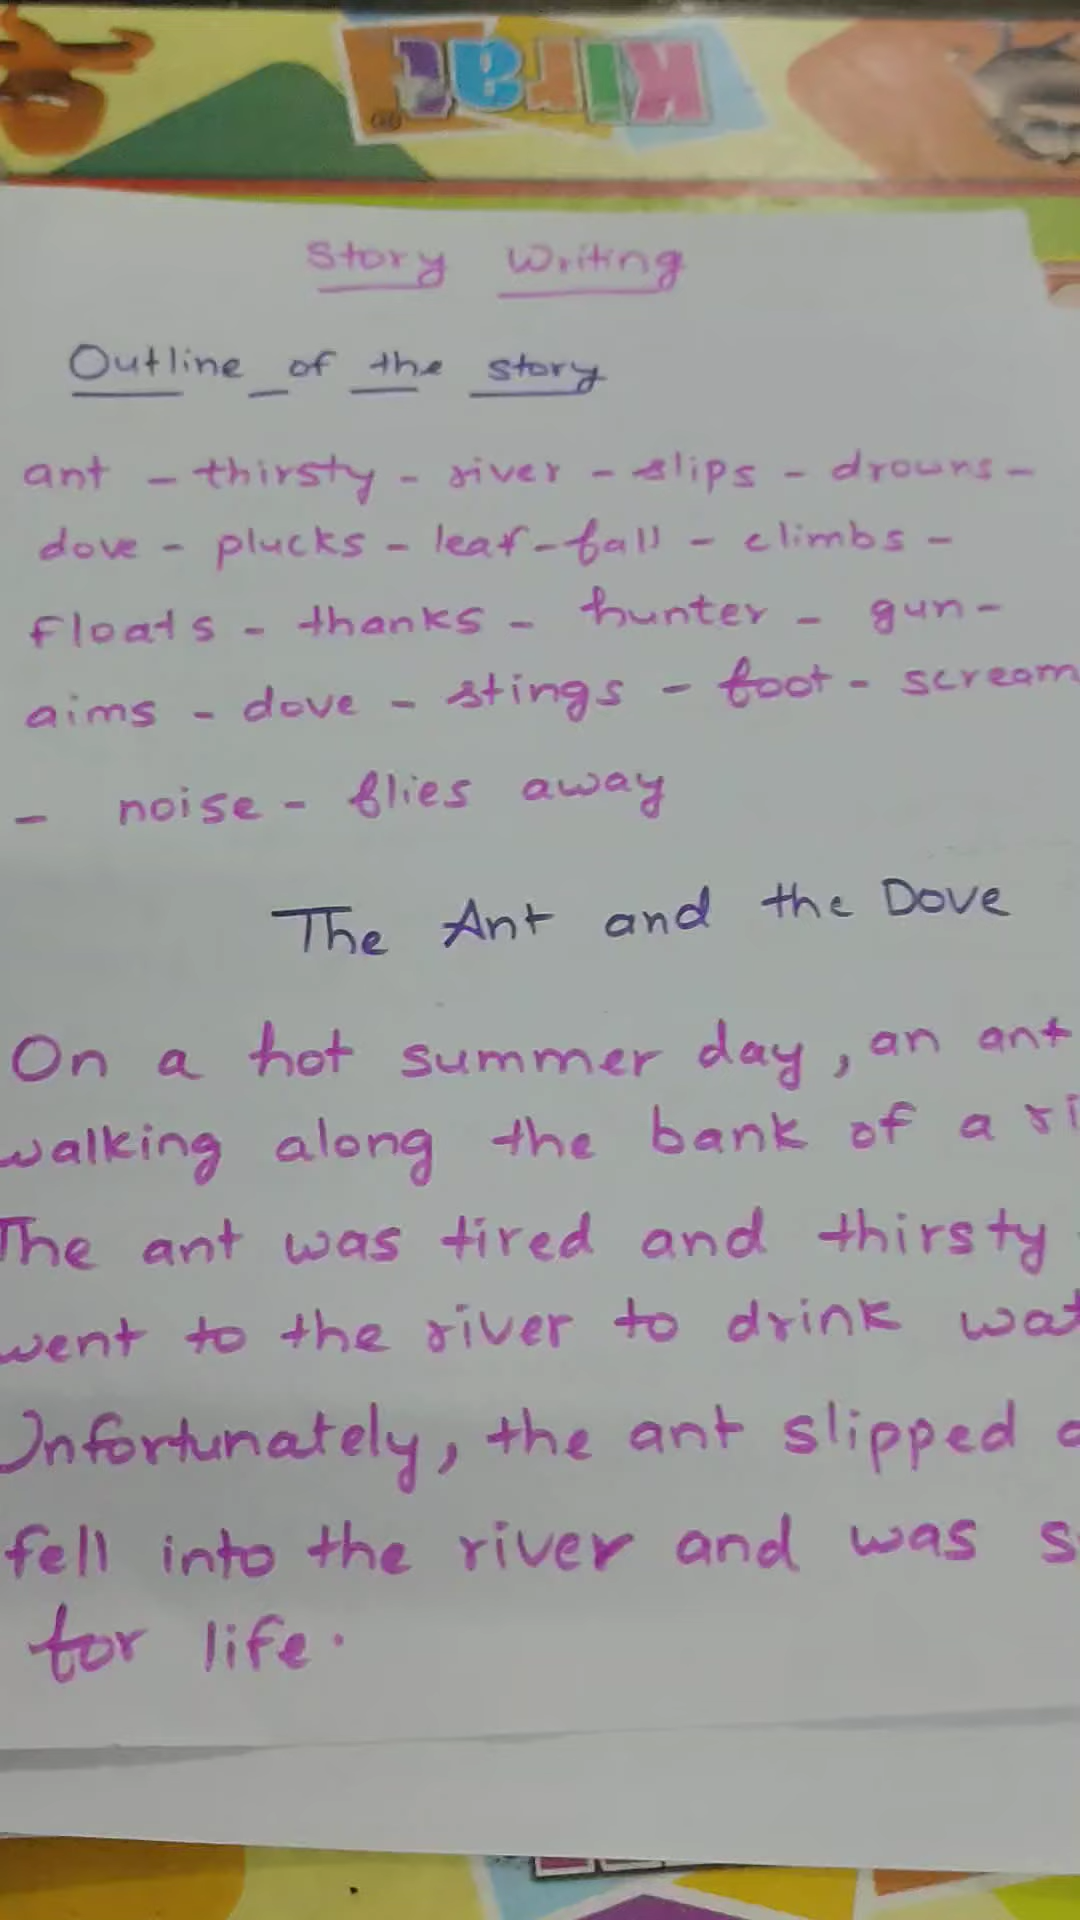 Kirat
Story Writing
Outline of the story
ant - thirsty - river - slips - drowns -
dove - plucks - leaf - fall - climbs -
Floats - thanks - hunter - gun -
aims - dove - stings - foot - scream
- noise - flies away
The Ant and the Dove
On a hot summer day, an ant
walking along the bank of a ri
The ant was tired and thirsty
went to the river to drink wat
Unfortunately, the ant slipped
fell into the river and was s
for life.